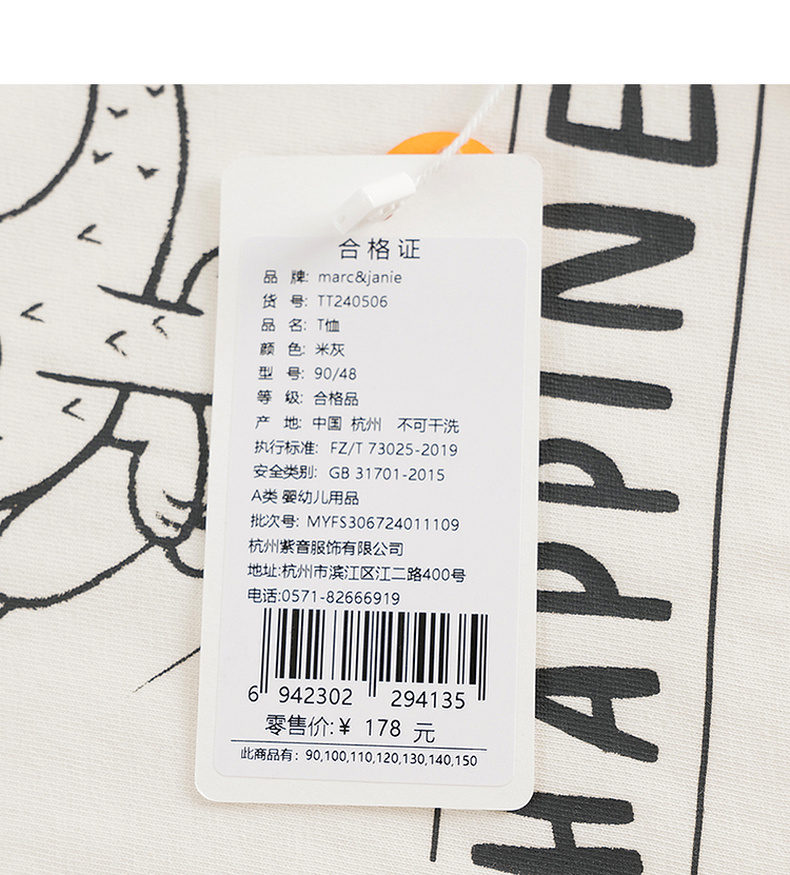 合格证
品 牌: marc&janie
货 号: TT240506
品 名: T恤
颜 色: 米灰
型 号: 90/48
等 级: 合格品
产 地: 中国 杭州 不可干洗
执行标准: FZ/T 73025-2019
安全类别: GB 31701-2015
A类 婴幼儿用品
批次号: MYFS306724011109
杭州紫音服饰有限公司
地址:杭州市滨江区江二路400号
电话:0571-82666919
6 942302 294135
零售价:¥ 178 元
此商品有: 90,100,110,120,130,140,150
HAPPINE